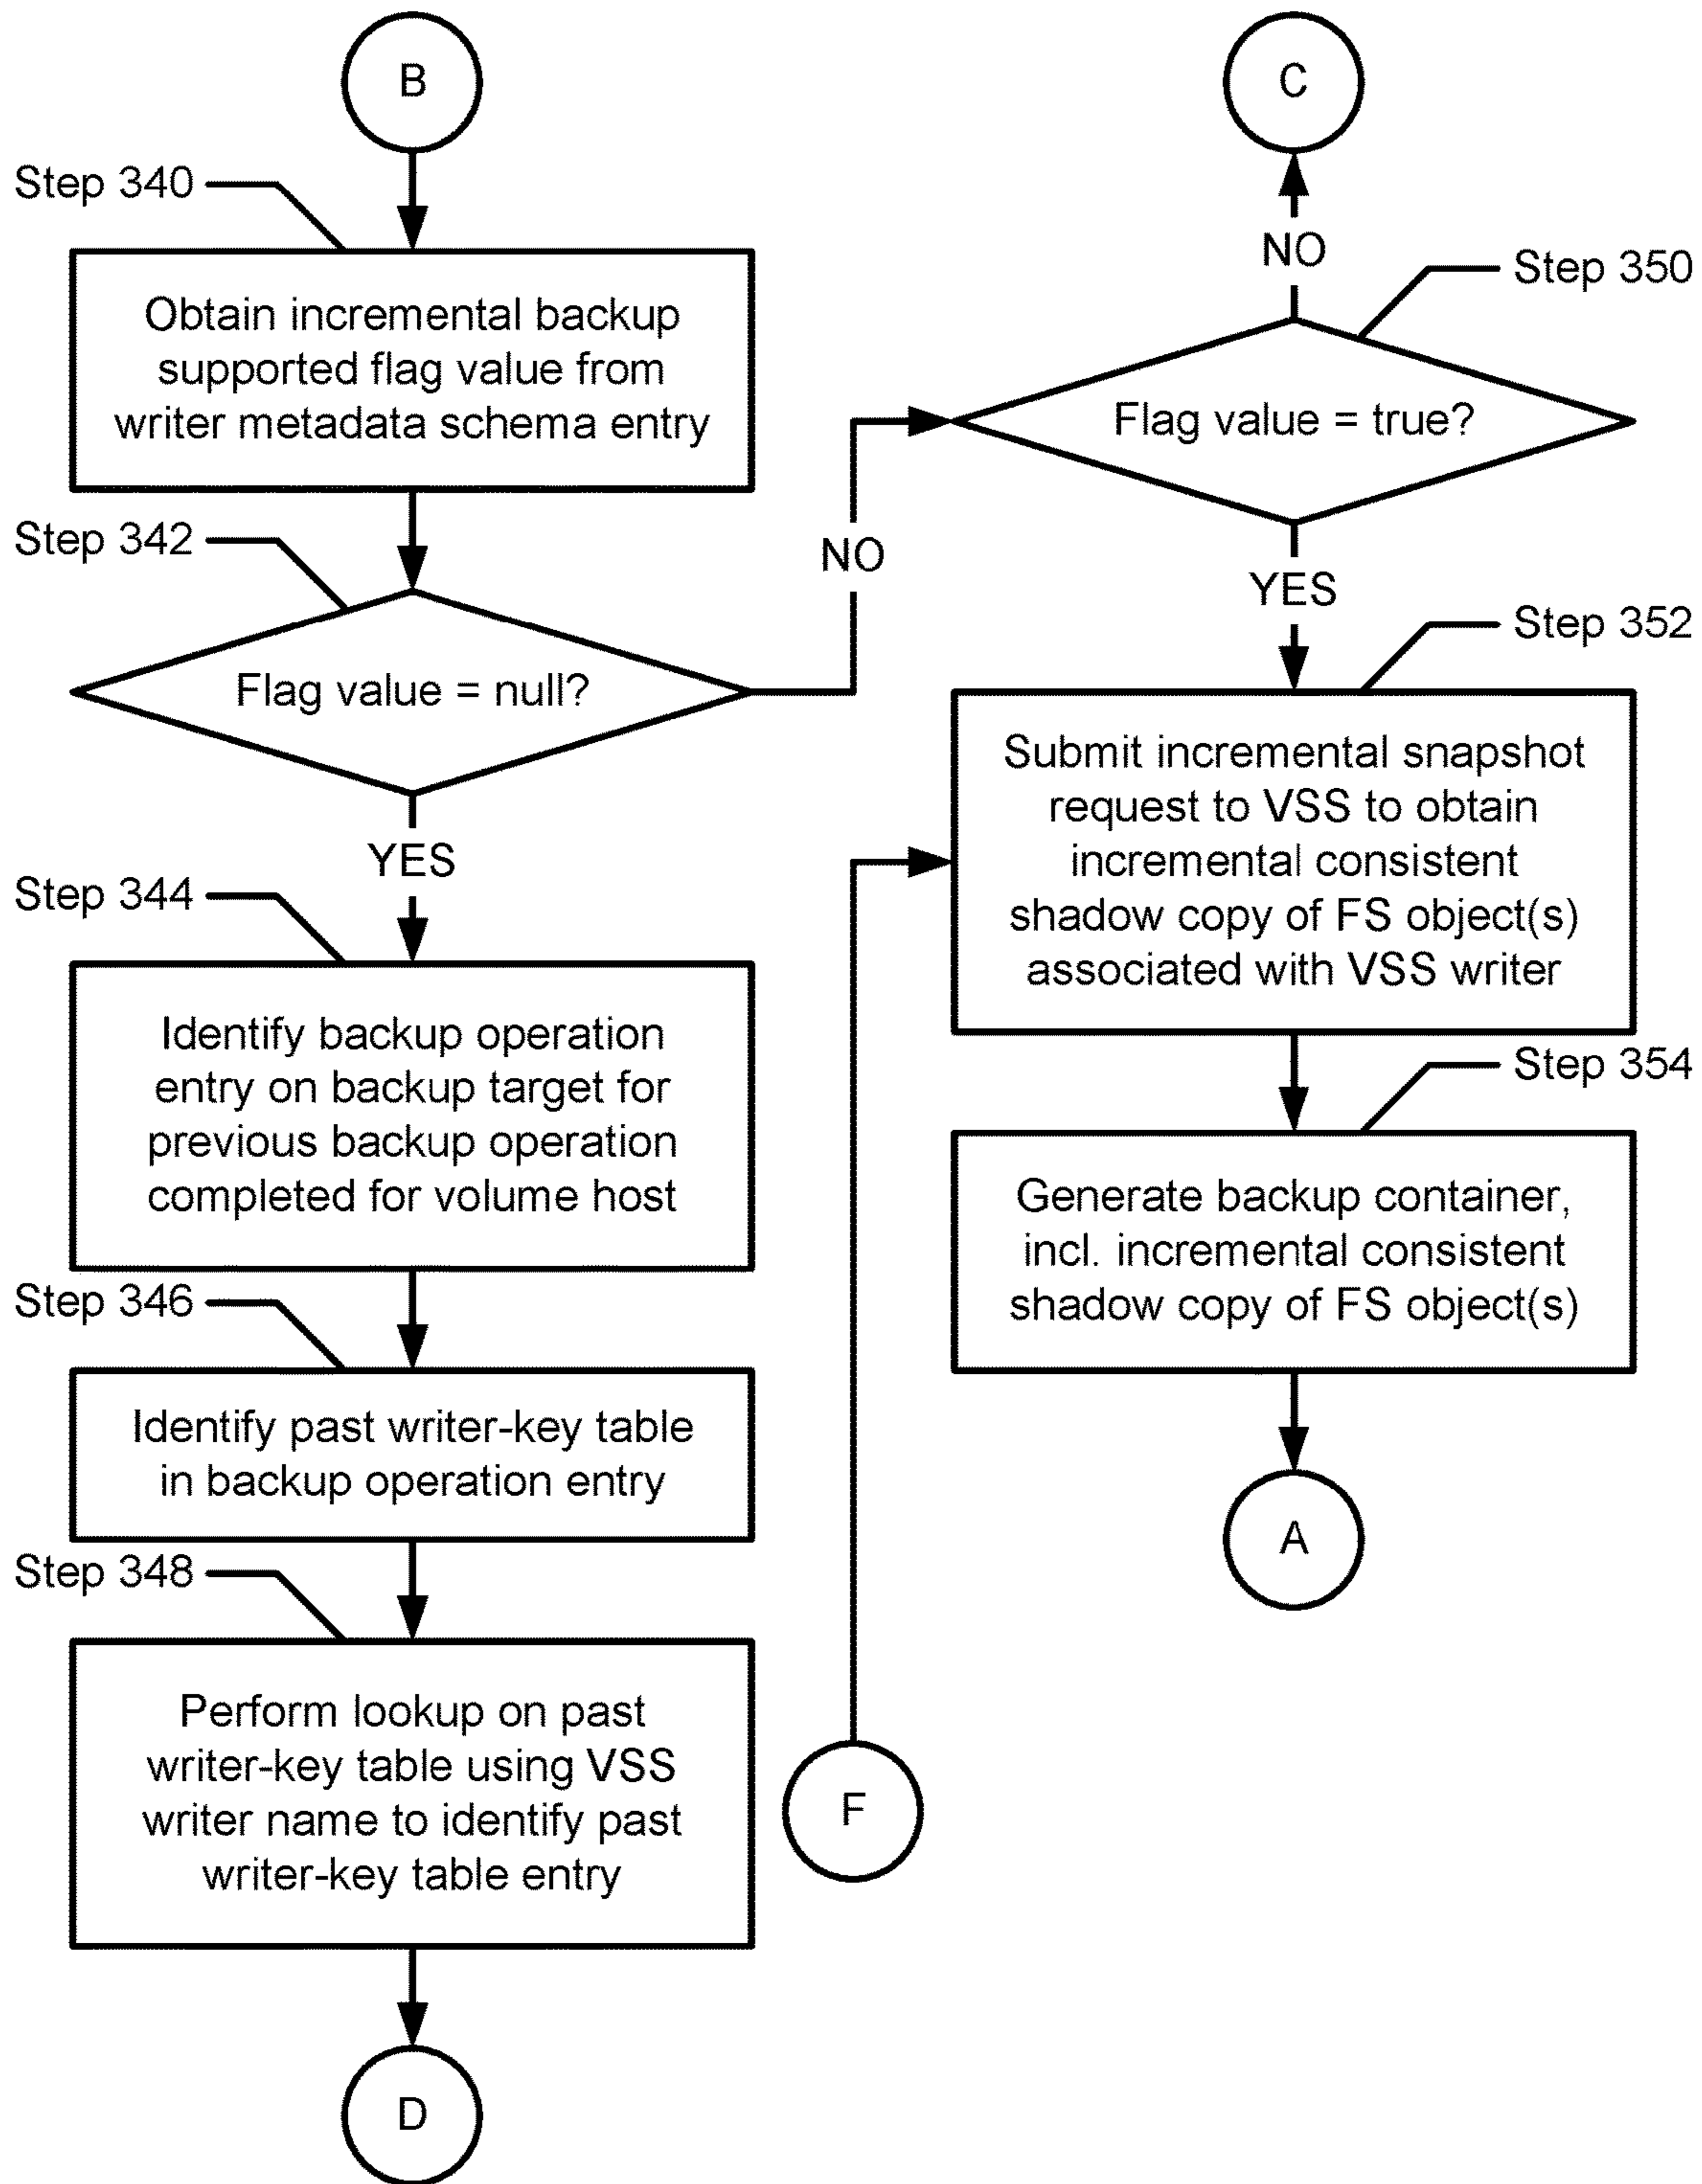 B
Step 340
Obtain incremental backup
supported flag value from
writer metadata schema entry
Step 342
Flag value = null?
NO
YES
Step 344
Identify backup operation
entry on backup target for
previous backup operation
completed for volume host
Step 346
Identify past writer-key table
in backup operation entry
Step 348
Perform lookup on past
writer-key table using VSS
writer name to identify past
writer-key table entry
D
C
NO
Step 350
Flag value = true?
YES
Step 352
Submit incremental snapshot
request to VSS to obtain
incremental consistent
shadow copy of FS object(s)
associated with VSS writer
Step 354
Generate backup container,
incl. incremental consistent
shadow copy of FS object(s)
A
F